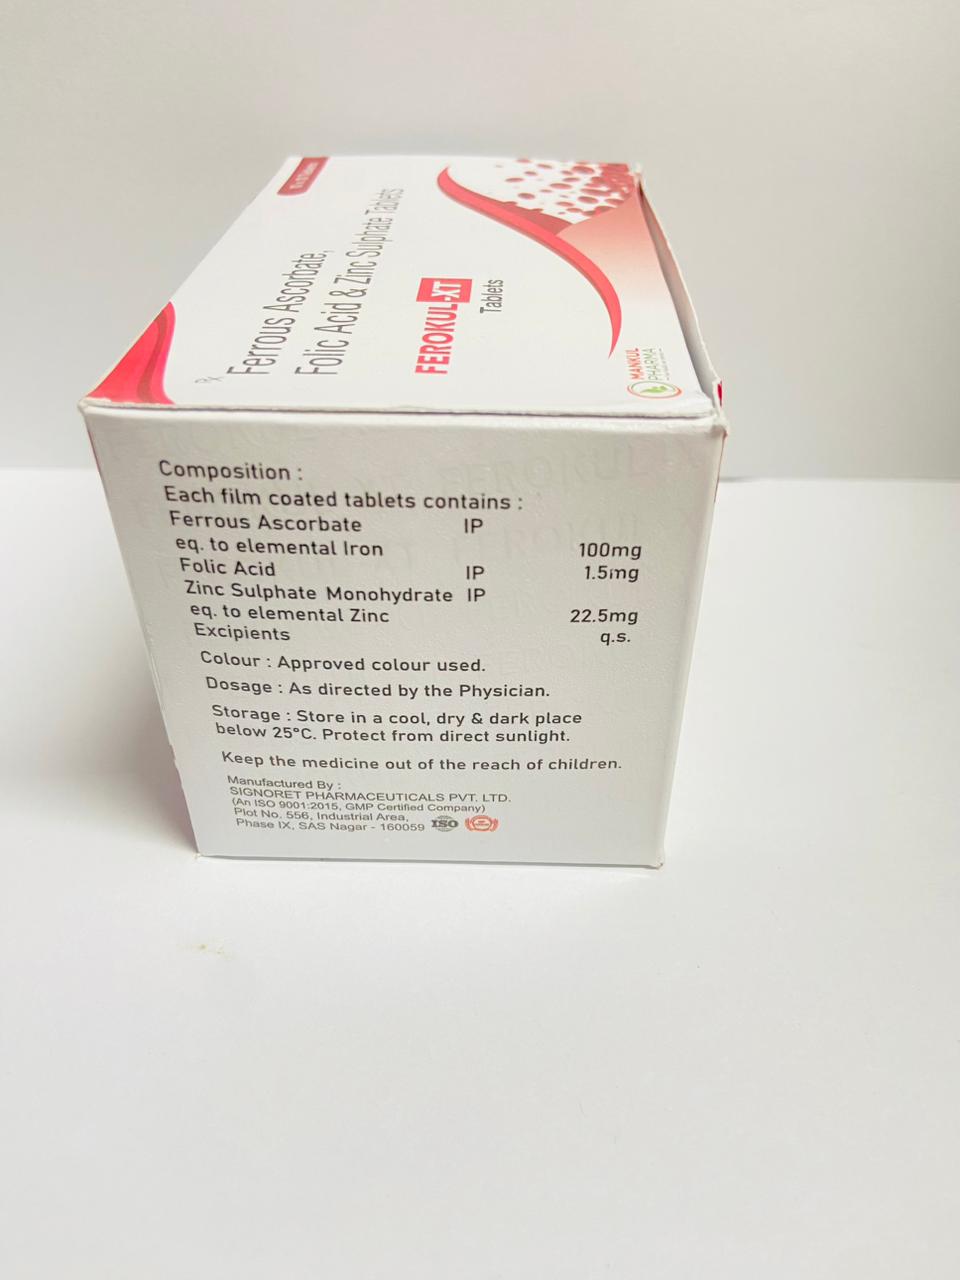 Rx
Ferrous Ascorbate,
Folic Acid & Zinc Sulphate Tablets
FEROKUL-XT
Tablets
MANKUL
PHARMA
Composition :
Each film coated tablets contains :
Ferrous Ascorbate IP
eq. to elemental Iron 100mg
Folic Acid IP 1.5mg
Zinc Sulphate Monohydrate IP
eq. to elemental Zinc 22.5mg
Excipients q.s.
Colour : Approved colour used.
Dosage : As directed by the Physician.
Storage : Store in a cool, dry & dark place
below 25°C. Protect from direct sunlight.
Keep the medicine out of the reach of children.
Manufactured By :
SIGNORET PHARMACEUTICALS PVT. LTD.
(An ISO 9001:2015, GMP Certified Company)
Plot No. 556, Industrial Area,
Phase IX, SAS Nagar - 160059 ISO